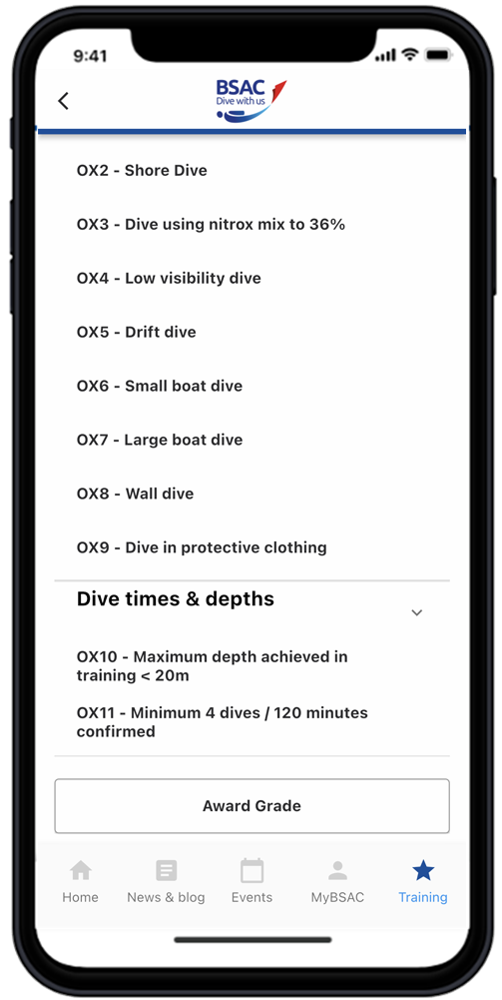 9:41
BSAC
Dive with us
OX2 - Shore Dive
OX3 - Dive using nitrox mix to 36%
OX4 - Low visibility dive
OX5 - Drift dive
OX6 - Small boat dive
OX7 - Large boat dive
OX8 - Wall dive
OX9 - Dive in protective clothing
Dive times & depths
OX10 - Maximum depth achieved in
training < 20m
OX11 - Minimum 4 dives / 120 minutes
confirmed
Award Grade
Home News & blog Events MyBSAC Training